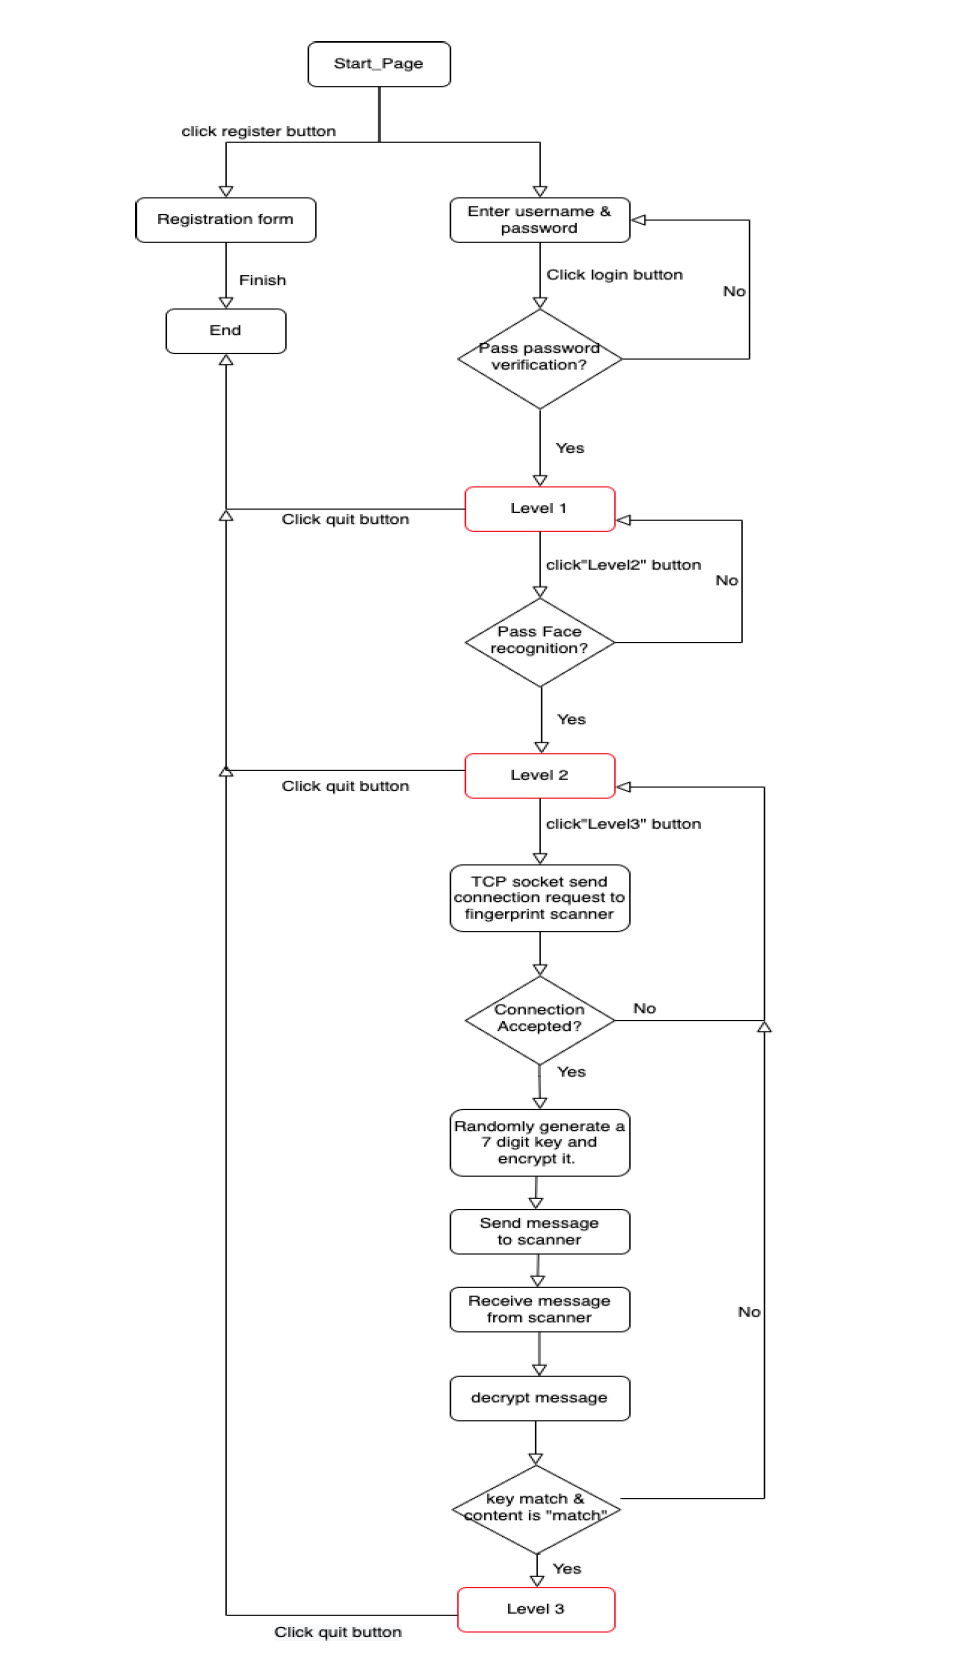 Start_Page
click register button
Registration form
Enter username &
password
Finish
Click login button
No
End
Pass password
verification?
Yes
Level 1
Click quit button
click"Level2" button
No
Pass Face
recognition?
Yes
Level 2
Click quit button
click"Level3" button
TCP socket send
connection request to
fingerprint scanner
Connection
Accepted?
No
Yes
Randomly generate a
7 digit key and
encrypt it.
Send message
to scanner
Receive message
from scanner
No
decrypt message
key match &
content is "match"
Yes
Level 3
Click quit button